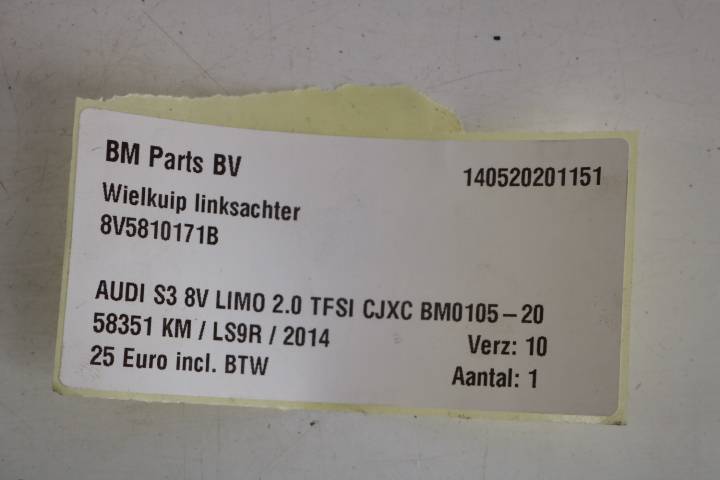 BM Parts BV
140520201151
Wielkuip linksachter
8V5810171B
AUDI S3 8V LIMO 2.0 TFSI CJXC BM0105-20
58351 KM / LS9R / 2014
Verz: 10
25 Euro incl. BTW
Aantal: 1